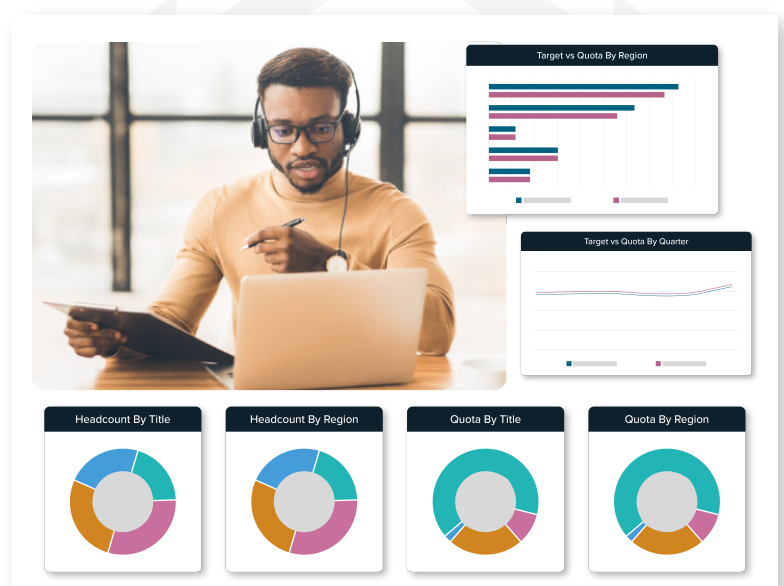 Target vs Quota By Region
Target vs Quota By Quarter
Headcount By Title
Headcount By Region
Quota By Title
Quota By Region